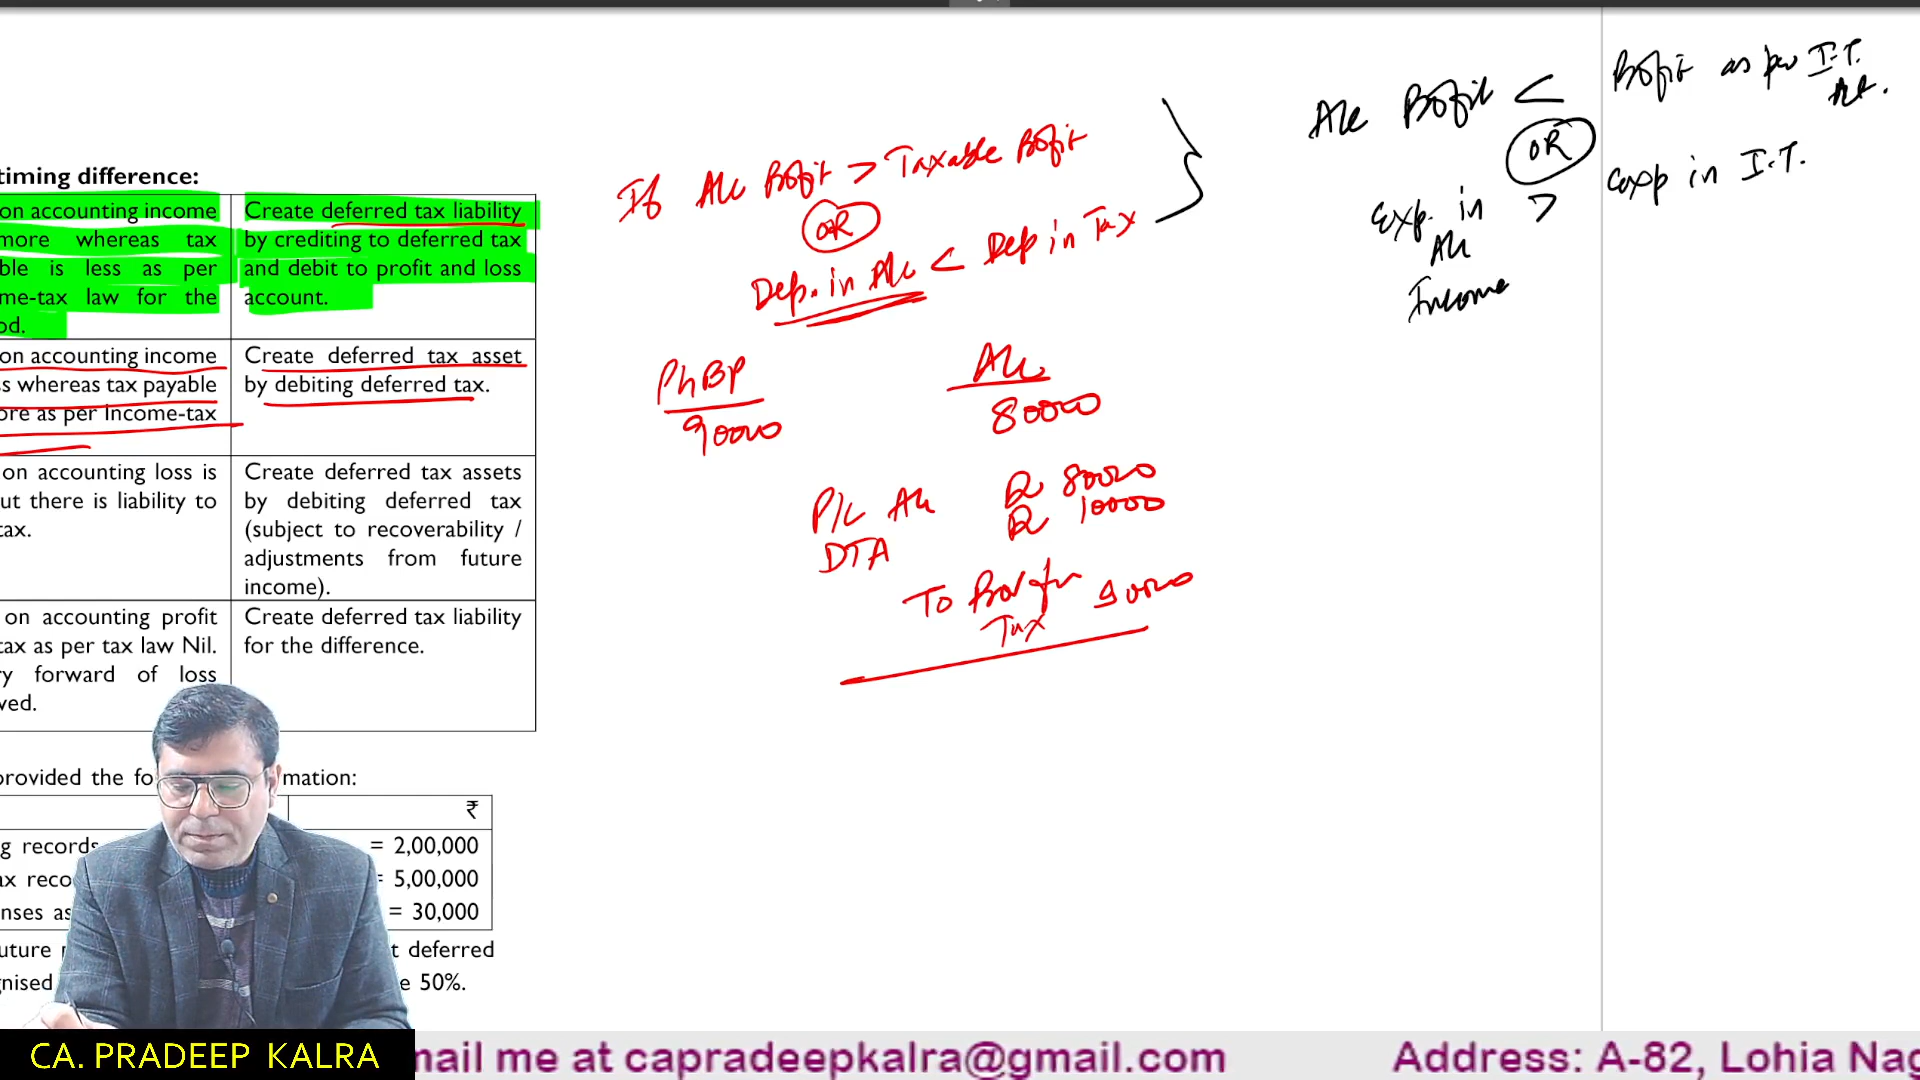 timing difference:
on accounting income
more whereas tax
ble is less as per
me-tax law for the
od.
Create deferred tax liability
by crediting to deferred tax
and debit to profit and loss
account.
on accounting income
s whereas tax payable
ore as per Income-tax
Create deferred tax asset
by debiting deferred tax.
on accounting loss is
ut there is liability to
tax.
Create deferred tax assets
by debiting deferred tax
(subject to recoverability /
adjustments from future
income).
on accounting profit
tax as per tax law Nil.
ry forward of loss
ved.
Create deferred tax liability
for the difference.
provided the fo mation:
₹
g records = 2,00,000
ax reco = 5,00,000
nses as = 30,000
uture t deferred
gnised e 50%.
If A/c Profit > Taxable Profit
OR
Dep. in A/c < Dep in Tax
A/c
90000
80000
P/L A/c Dr 80000
DTA Dr 10000
To Prov for 90000
Tax
A/c Profit < Profit as per I.T.
Act.
OR
Exp. in > exp in I.T.
A/c
Income
CA. PRADEEP KALRA
mail me at capradeepkalra@gmail.com
Address: A-82, Lohia Nag